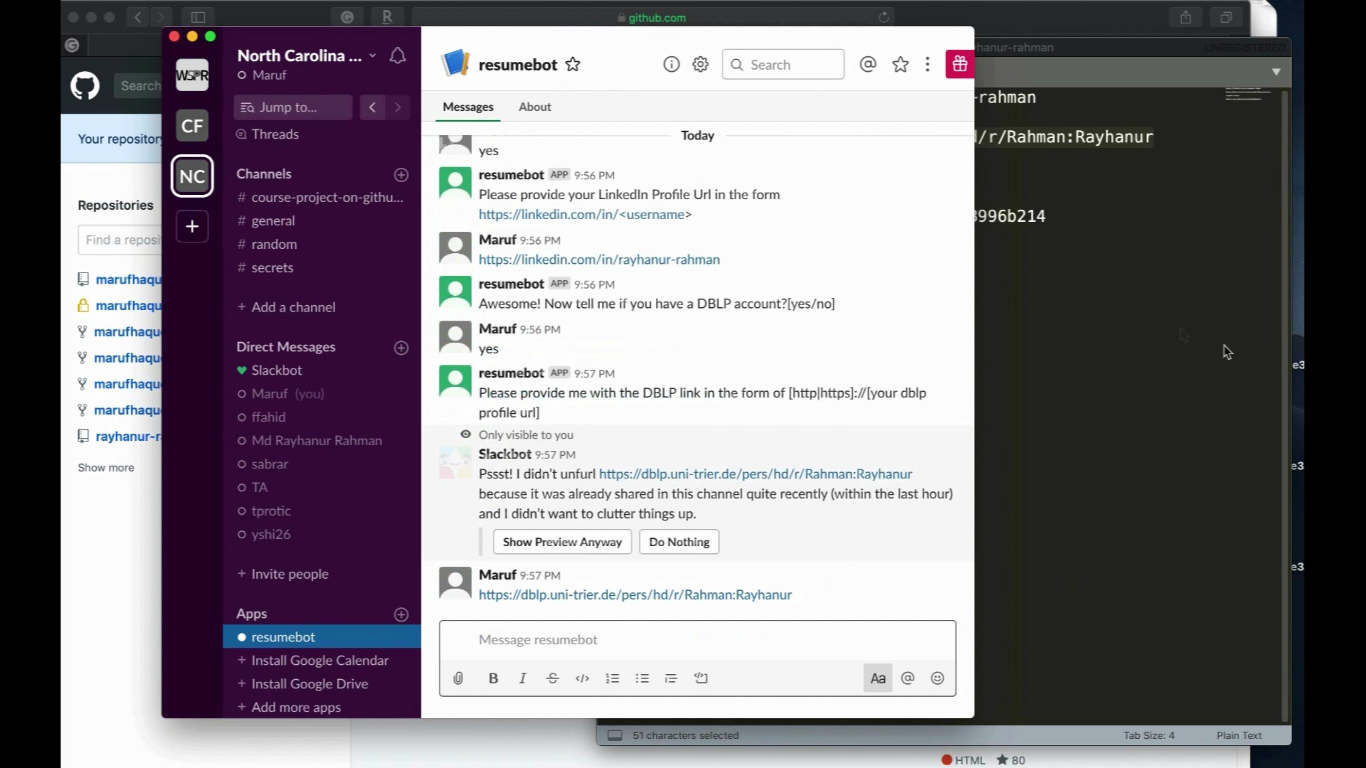 github.com
Search
Your repository
Repositories
Find a reposi
marufhaqu
marufhaqu
marufhaqu
marufhaqu
marufhaqu
marufhaqu
rayhanur-ra
Show more
WSPR
CF
NC
North Carolina ...
Maruf
Jump to...
Threads
Channels
# course-project-on-githu...
# general
# random
# secrets
+ Add a channel
Direct Messages
Slackbot
Maruf (you)
ffahid
Md Rayhanur Rahman
sabrar
TA
tprotic
yshi26
+ Invite people
Apps
resumebot
+ Install Google Calendar
+ Install Google Drive
+ Add more apps
resumebot
Search
Messages About
Today
yes
resumebot APP 9:56 PM
Please provide your LinkedIn Profile Url in the form
https://linkedin.com/in/<username>
Maruf 9:56 PM
https://linkedin.com/in/rayhanur-rahman
resumebot APP 9:56 PM
Awesome! Now tell me if you have a DBLP account?[yes/no]
Maruf 9:56 PM
yes
resumebot APP 9:57 PM
Please provide me with the DBLP link in the form of [http|https]://[your dblp
profile url]
Only visible to you
Slackbot 9:57 PM
Pssst! I didn't unfurl https://dblp.uni-trier.de/pers/hd/r/Rahman:Rayhanur
because it was already shared in this channel quite recently (within the last hour)
and I didn't want to clutter things up.
Show Preview Anyway Do Nothing
Maruf 9:57 PM
https://dblp.uni-trier.de/pers/hd/r/Rahman:Rayhanur
Message resumebot
B I S </> Aa @
hanur-rahman UNREGISTERED
-rahman
d/r/Rahman:Rayhanur
3996b214
e3
e3
e3
51 characters selected Tab Size: 4 Plain Text
HTML ★ 80